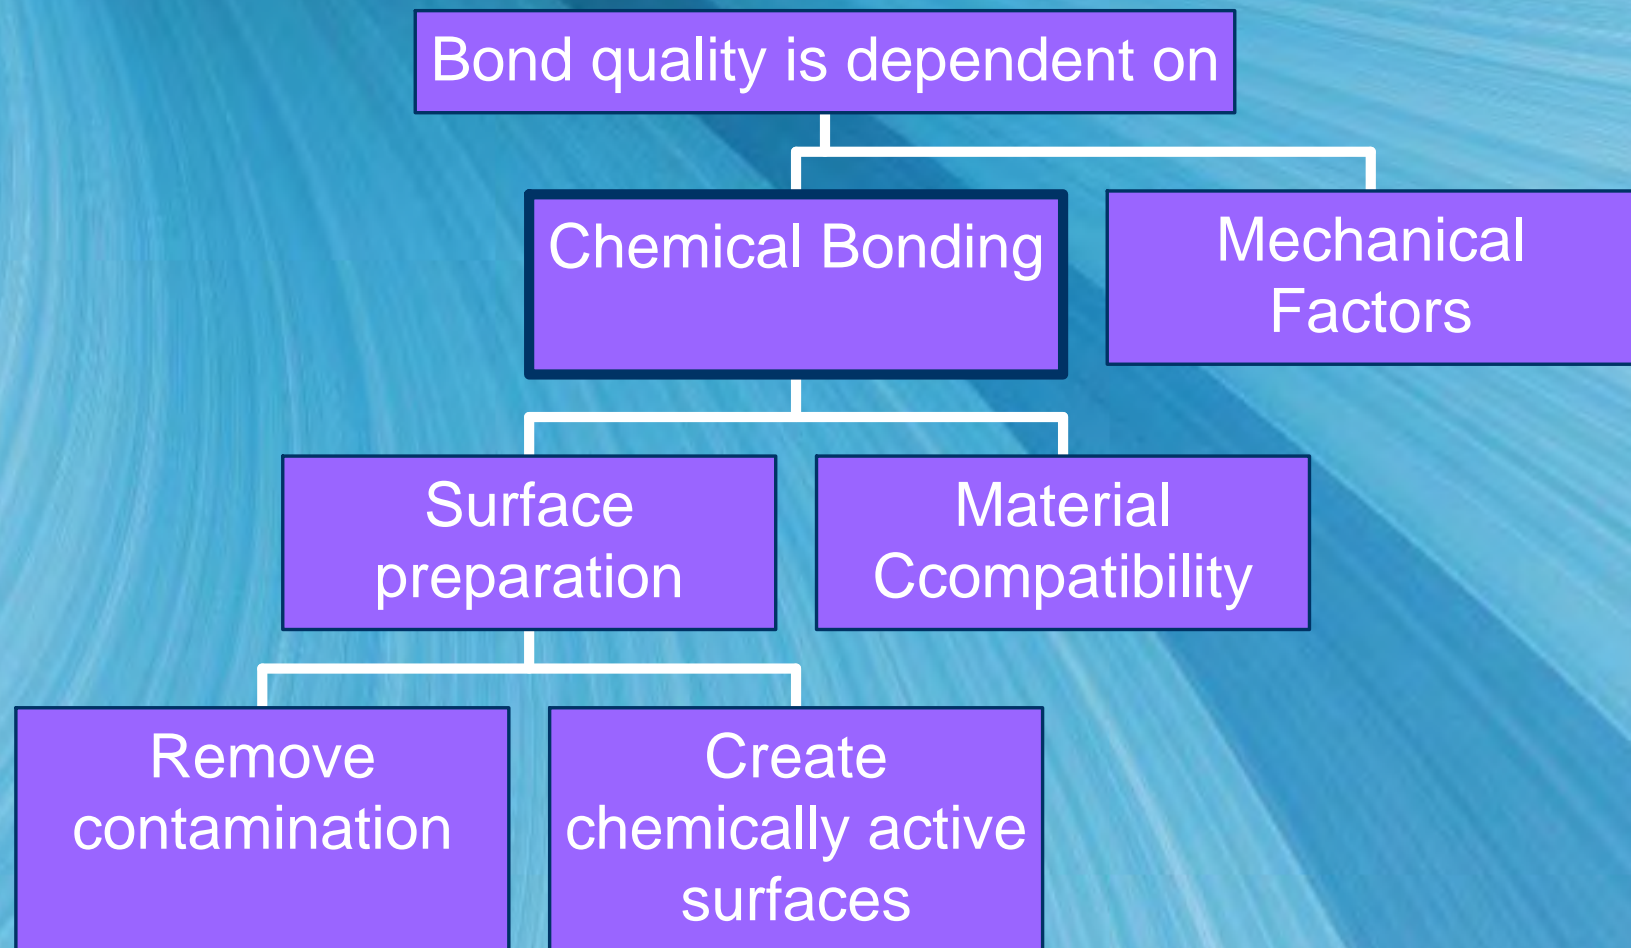 Bond quality is dependent on
Chemical Bonding
Mechanical
Factors
Surface
preparation
Material
Ccompatibility
Remove
contamination
Create
chemically active
surfaces